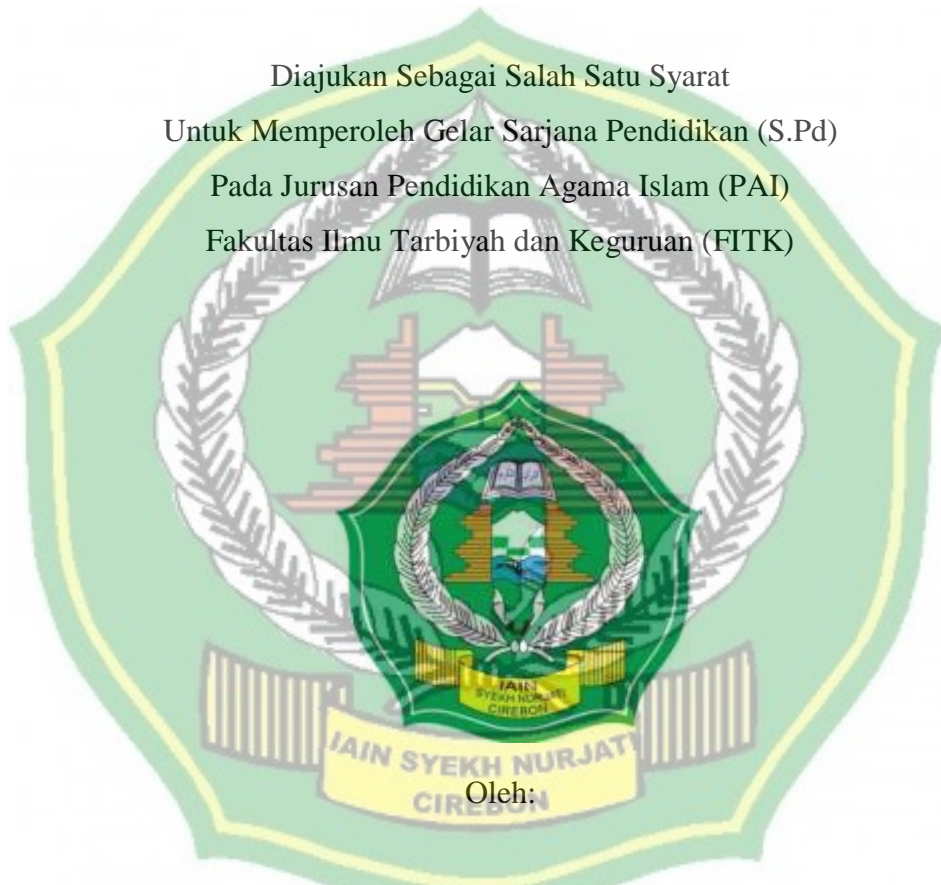 Diajukan Sebagai Salah Satu Syarat
Untuk Memperoleh Gelar Sarjana Pendidikan (S.Pd)
Pada Jurusan Pendidikan Agama Islam (PAI)
Fakultas Ilmu Tarbiyah dan Keguruan (FITK)
IAIN
SYEKH NURJATI
CIREBON
IAIN SYEKH NURJATI
CIREBON
Oleh: